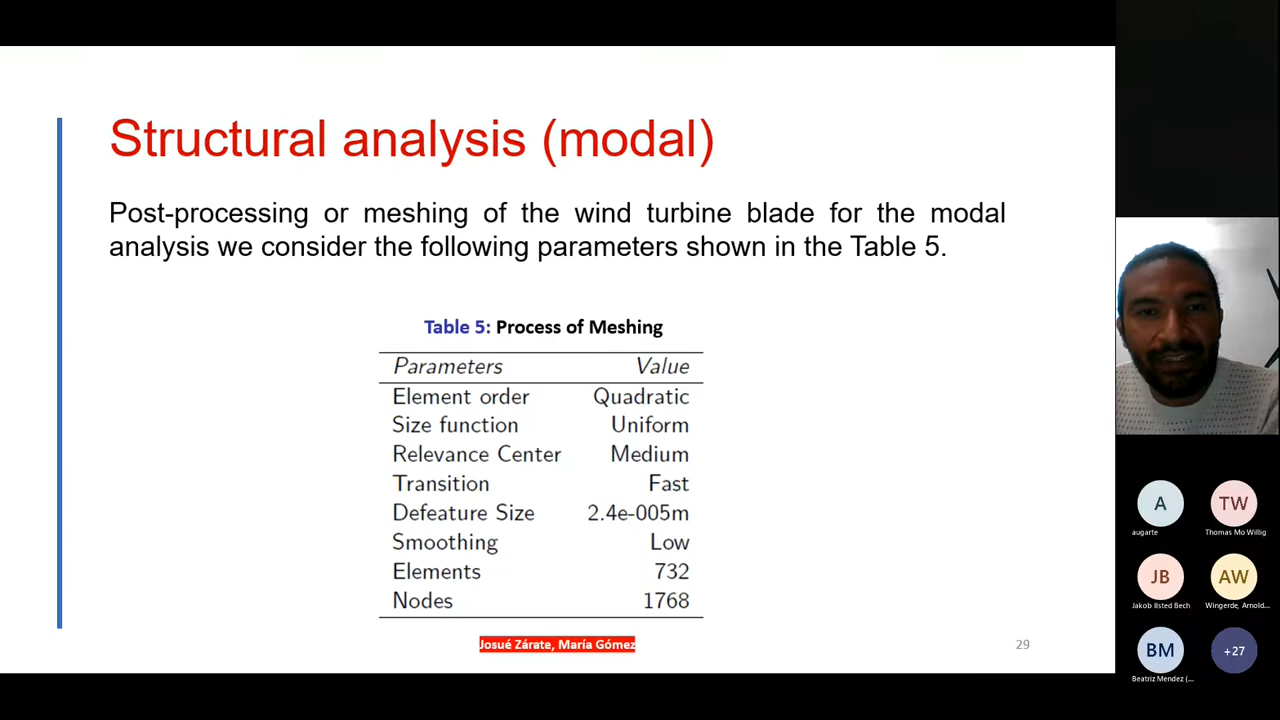 Structural analysis (modal)
Post-processing or meshing of the wind turbine blade for the modal
analysis we consider the following parameters shown in the Table 5.
Table 5: Process of Meshing
Parameters Value
Element order Quadratic
Size function Uniform
Relevance Center Medium
Transition Fast
Defeature Size 2.4e-005m
Smoothing Low
Elements 732
Nodes 1768
Josué Zárate, María Gómez
29
A
augarte
TW
Thomas Mo Willig
JB
Jakob Ilsted Bech
AW
Wingerde, Arnold...
BM
Beatriz Mendez (...
+27